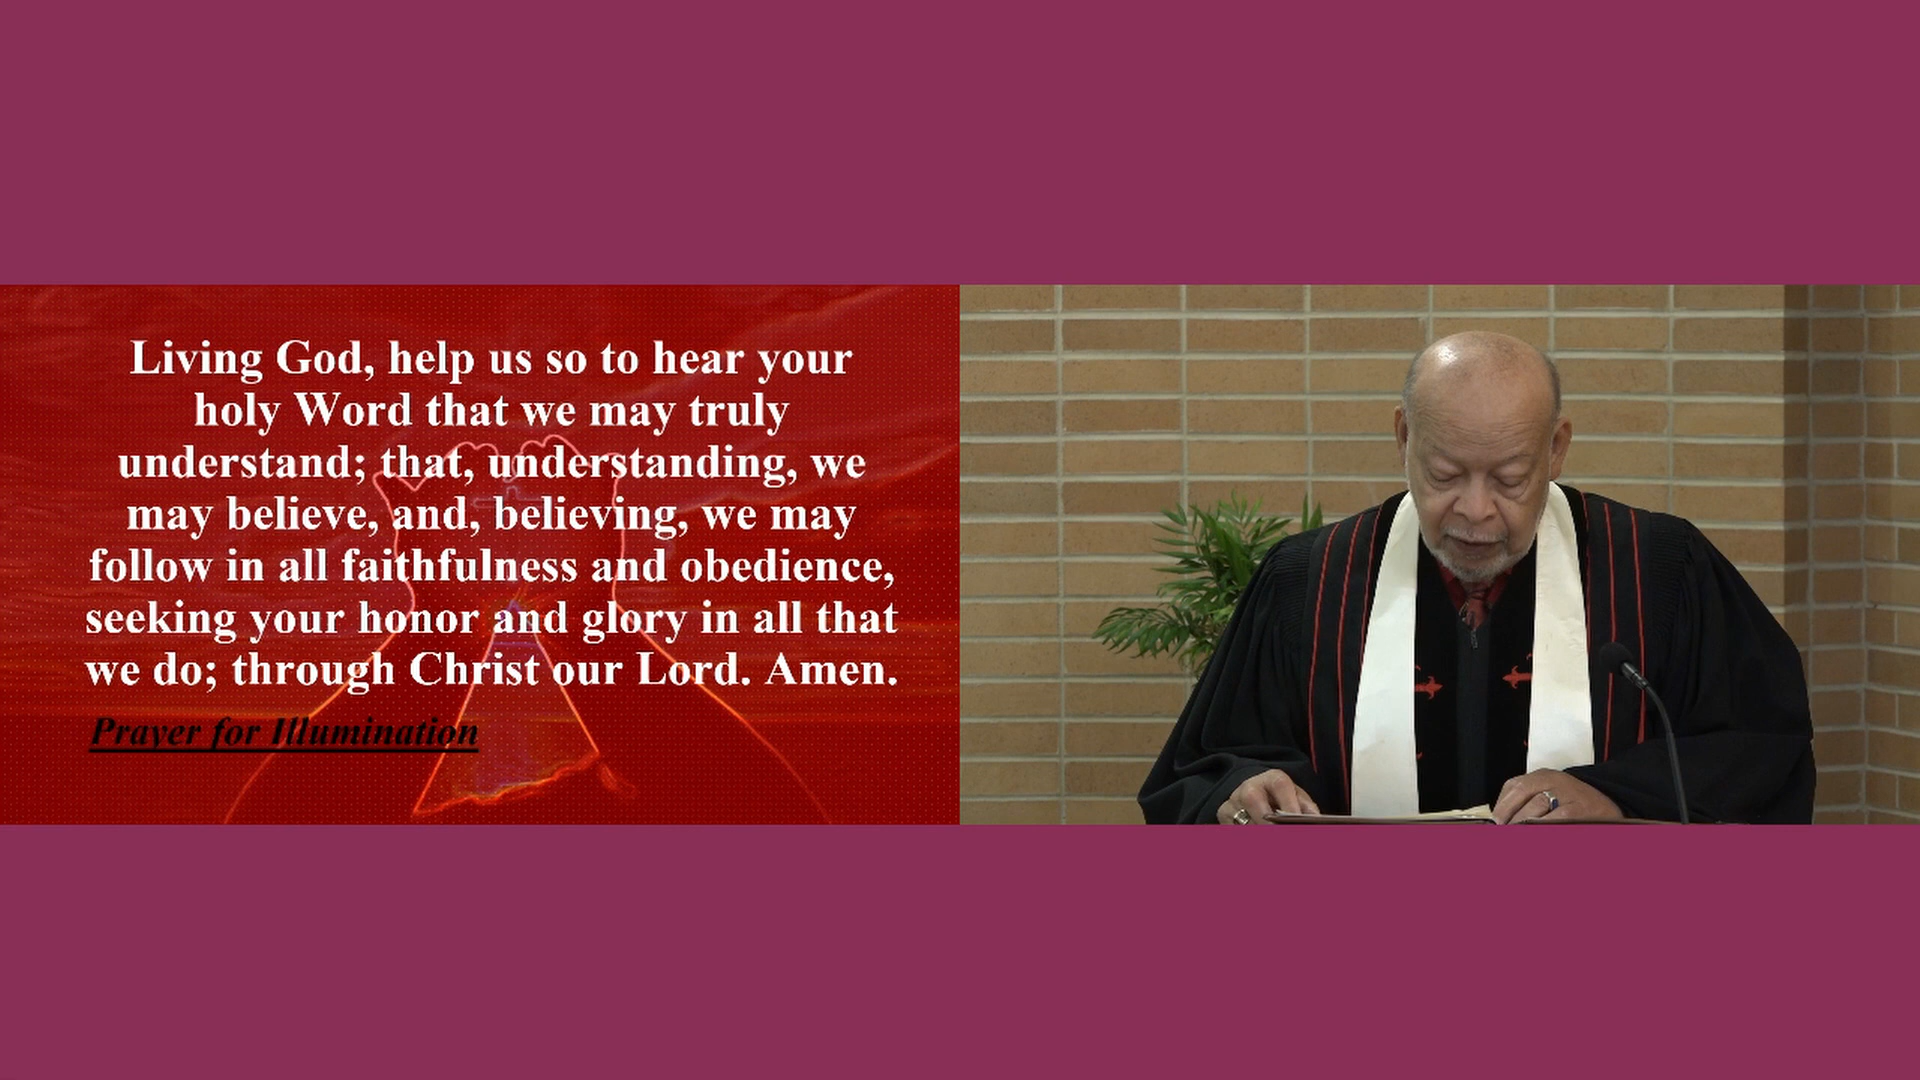 Living God, help us so to hear your
holy Word that we may truly
understand; that, understanding, we
may believe, and, believing, we may
follow in all faithfulness and obedience,
seeking your honor and glory in all that
we do; through Christ our Lord. Amen.
Prayer for Illumination